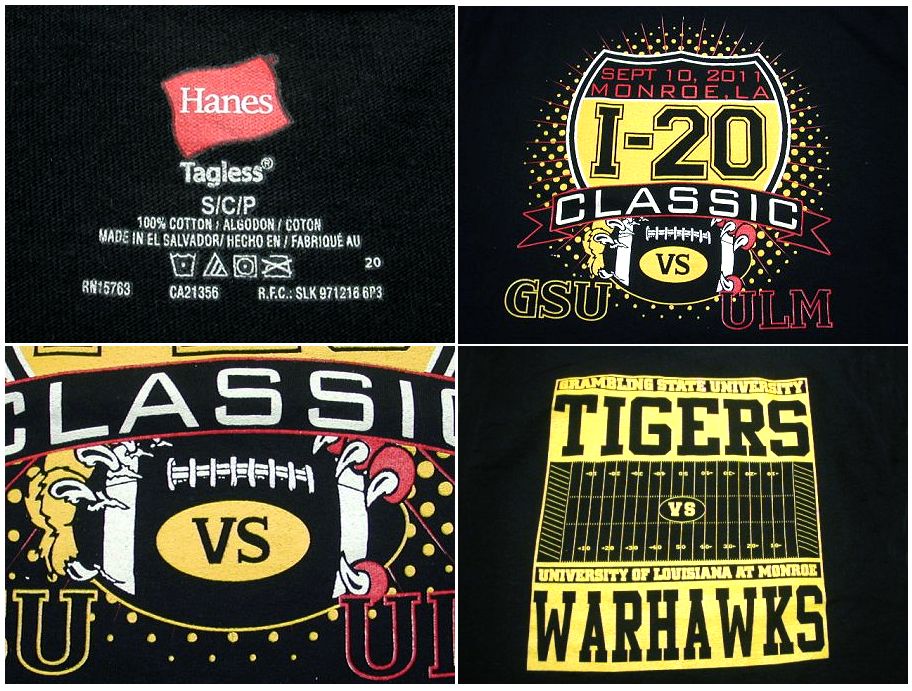 Hanes
Tagless®
S/C/P
100% COTTON / ALGODON / COTON
MADE IN EL SALVADOR/ HECHO EN / FABRIQUÉ AU
20
RN15763 CA21356 R.F.C.: SLK 971216 6P3
SEPT 10, 2011
MONROE, LA
I-20
CLASSIC
VS
GSU ULM
CLASSIC
VS
U UL
GRAMBLING STATE UNIVERSITY
TIGERS
VS
UNIVERSITY OF LOUISIANA AT MONROE
WARHAWKS